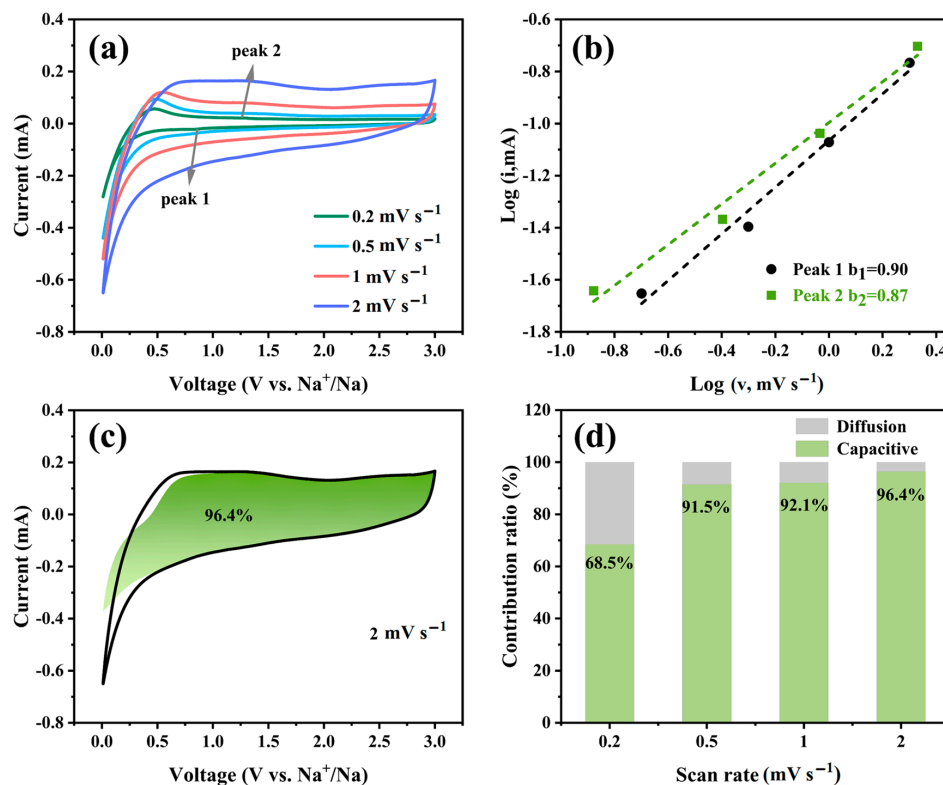 (a)
0.4
0.2
0.0
-0.2
-0.4
-0.6
-0.8
Current (mA)
peak 2
peak 1
0.2 mV s⁻¹
0.5 mV s⁻¹
1 mV s⁻¹
2 mV s⁻¹
0.0 0.5 1.0 1.5 2.0 2.5 3.0
Voltage (V vs. Na⁺/Na)
(b)
-0.6
-0.8
-1.0
-1.2
-1.4
-1.6
-1.8
Log (i,mA)
Peak 1 b₁=0.90
Peak 2 b₂=0.87
-1.0 -0.8 -0.6 -0.4 -0.2 0.0 0.2 0.4
Log (v, mV s⁻¹)
(c)
0.4
0.2
0.0
-0.2
-0.4
-0.6
-0.8
Current (mA)
96.4%
2 mV s⁻¹
0.0 0.5 1.0 1.5 2.0 2.5 3.0
Voltage (V vs. Na⁺/Na)
(d)
120
100
80
60
40
20
0
Contribution ratio (%)
Diffusion
Capacitive
68.5%
91.5%
92.1%
96.4%
0.2 0.5 1 2
Scan rate (mV s⁻¹)